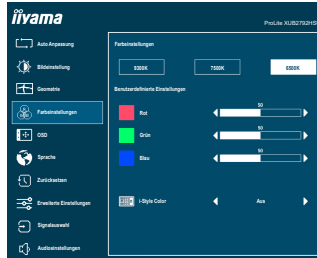 iiyama
ProLite XUB2792HS
Auto Anpassung
Bildeinstellung
Geometrie
Farbeinstellungen
OSD
Sprache
Zurücksetzen
Erweiterte Einstellungen
Signalauswahl
Audioeinstellungen
Farbeinstellungen
9300K
7500K
6500K
Benutzerdefinierte Einstellungen
Rot
50
Grün
50
Blau
50
i-Style Color
Aus